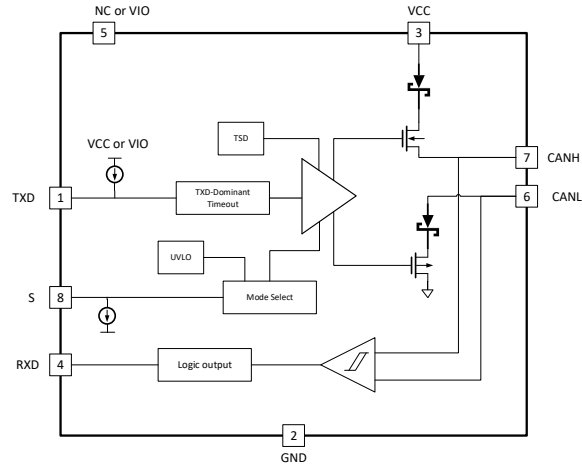 NC or VIO
VCC
5
3
TSD
VCC or VIO
7
CANH
TXD
1
TXD-Dominant
Timeout
6
CANL
UVLO
S
8
Mode Select
RXD
4
Logic output
2
GND